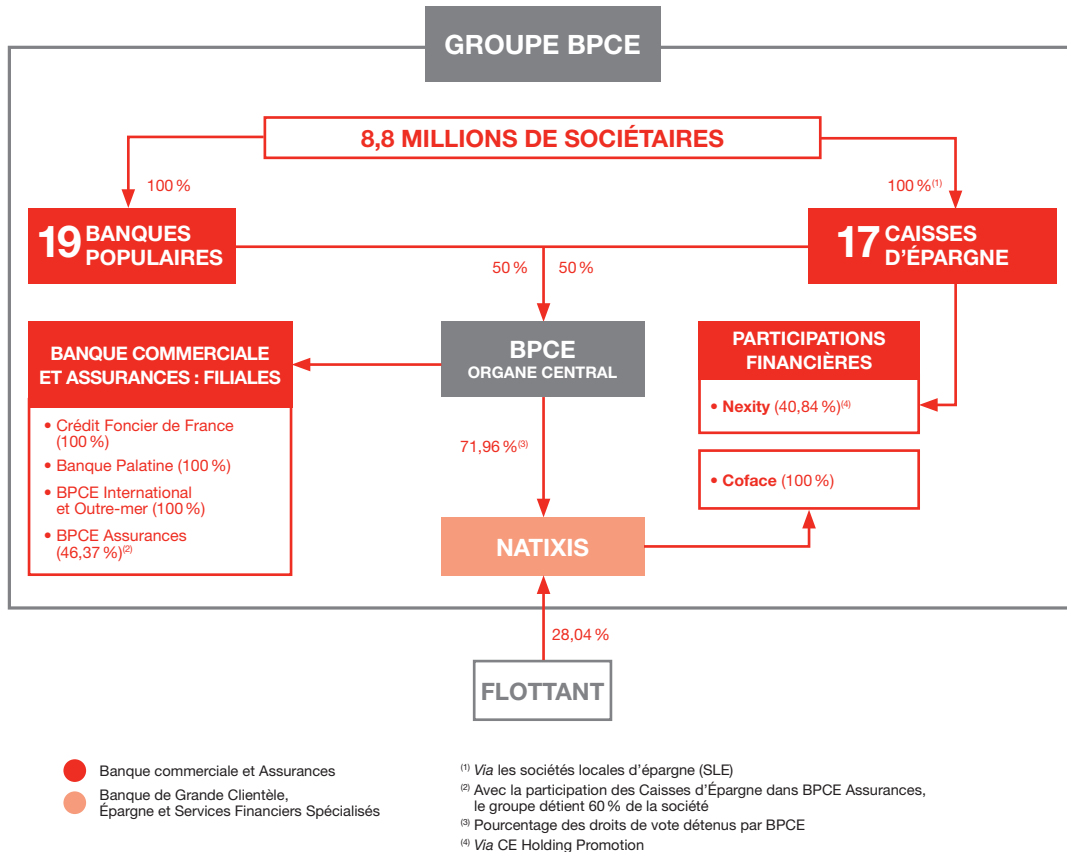 GROUPE BPCE
8,8 MILLIONS DE SOCIÉTAIRES
100 %
100 %(1)
19 BANQUES
POPULAIRES
17 CAISSES
D'ÉPARGNE
50 %
50 %
BANQUE COMMERCIALE
ET ASSURANCES : FILIALES
• Crédit Foncier de France
(100 %)
• Banque Palatine (100 %)
• BPCE International
et Outre-mer (100 %)
• BPCE Assurances
(46,37 %)(2)
BPCE
ORGANE CENTRAL
PARTICIPATIONS
FINANCIÈRES
• Nexity (40,84 %)(4)
• Coface (100 %)
71,96 %(3)
NATIXIS
28,04 %
FLOTTANT
Banque commerciale et Assurances
Banque de Grande Clientèle,
Épargne et Services Financiers Spécialisés
(1) Via les sociétés locales d'épargne (SLE)
(2) Avec la participation des Caisses d'Épargne dans BPCE Assurances,
le groupe détient 60 % de la société
(3) Pourcentage des droits de vote détenus par BPCE
(4) Via CE Holding Promotion